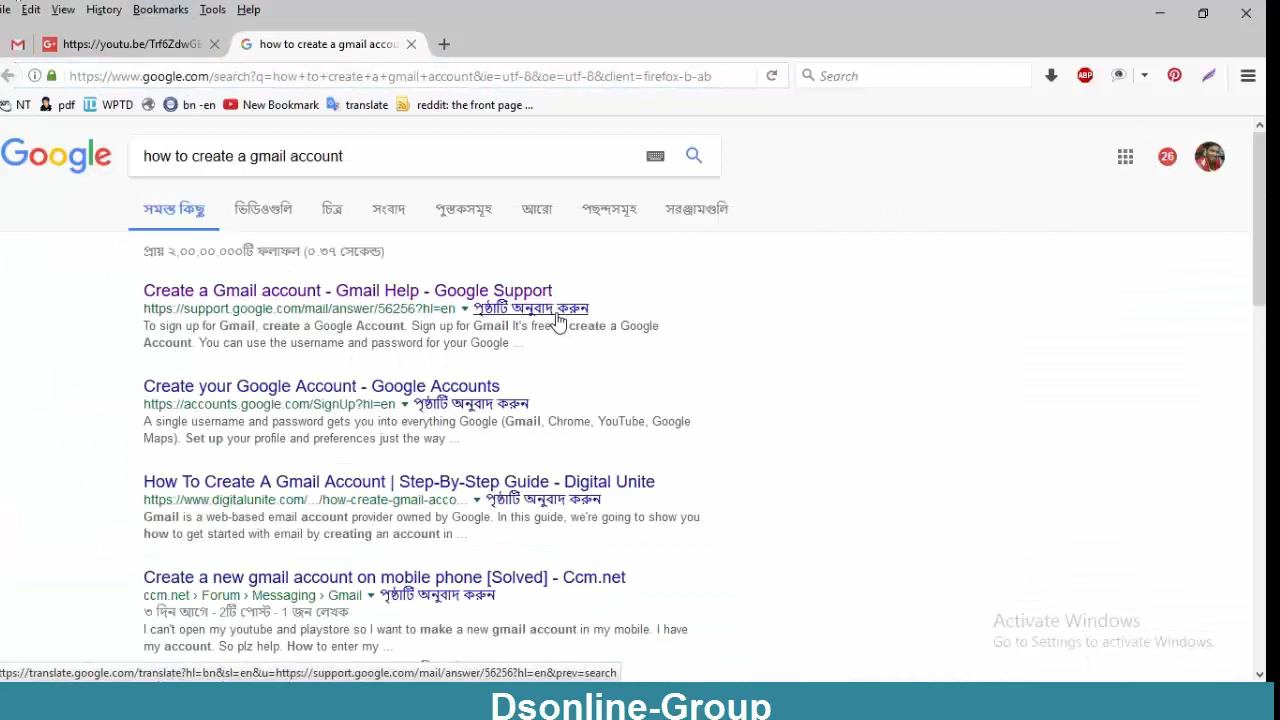 ile Edit View History Bookmarks Tools Help
https://youtu.be/Trf6ZdwGE how to create a gmail accou
https://www.google.com/search?q=how+to+create+a+gmail+account&ie=utf-8&oe=utf-8&client=firefox-b-ab Search
NT pdf WPTD bn -en New Bookmark translate reddit: the front page ...
Google how to create a gmail account 26
সমস্ত কিছু ভিডিওগুলি চিত্র সংবাদ পুস্তকসমূহ আরো পছন্দসমূহ সরঞ্জামগুলি
প্রায় ২,০০,০০,০০০টি ফলাফল (০.৩৭ সেকেন্ড)
Create a Gmail account - Gmail Help - Google Support
https://support.google.com/mail/answer/56256?hl=en পৃষ্ঠাটি অনুবাদ করুন
To sign up for Gmail, create a Google Account. Sign up for Gmail It's free create a Google
Account. You can use the username and password for your Google ...
Create your Google Account - Google Accounts
https://accounts.google.com/SignUp?hl=en পৃষ্ঠাটি অনুবাদ করুন
A single username and password gets you into everything Google (Gmail, Chrome, YouTube, Google
Maps). Set up your profile and preferences just the way ...
How To Create A Gmail Account | Step-By-Step Guide - Digital Unite
https://www.digitalunite.com/.../how-create-gmail-acco... পৃষ্ঠাটি অনুবাদ করুন
Gmail is a web-based email account provider owned by Google. In this guide, we're going to show you
how to get started with email by creating an account in ...
Create a new gmail account on mobile phone [Solved] - Ccm.net
ccm.net › Forum › Messaging › Gmail পৃষ্ঠাটি অনুবাদ করুন
৩ দিন আগে - 2টি পোস্ট - 1 জন লেখক
I can't open my youtube and playstore so I want to make a new gmail account in my mobile. I have
my account. So plz help. How to enter my ...
Activate Windows
Go to Settings to activate Windows.
ttps://translate.google.com/translate?hl=bn&sl=en&u=https://support.google.com/mail/answer/56256?hl=en&prev=search
Dsonline-Group